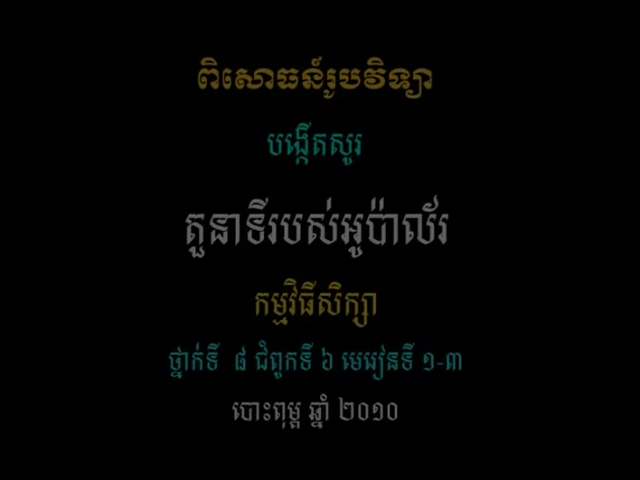 ពិសោធន៍រូបវិទ្យា
បង្កើតសូរ
តួនាទីរបស់អូប៉ាល័រ
កម្មវិធីសិក្សា
ថ្នាក់ទី ៨ ជំពូកទី ៦ មេរៀនទី ១-៣
បោះពុម្ព ឆ្នាំ ២០១០